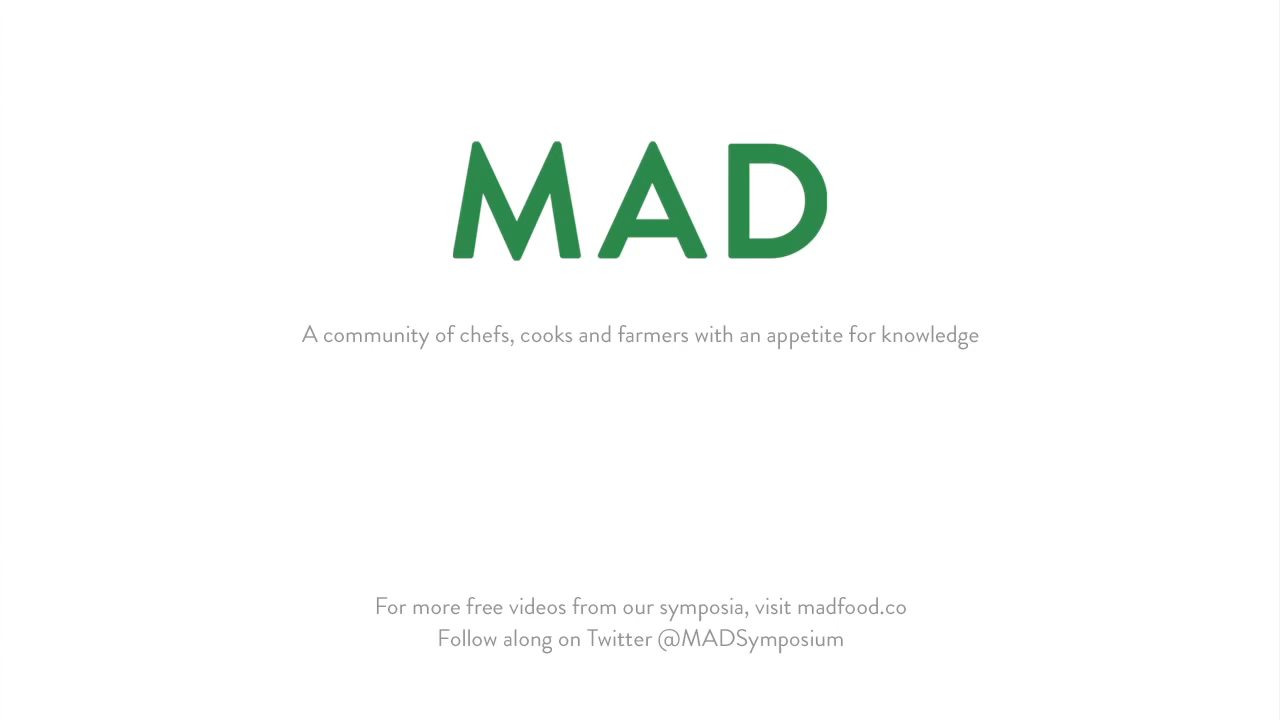 MAD
A community of chefs, cooks and farmers with an appetite for knowledge
For more free videos from our symposia, visit madfood.co
Follow along on Twitter @MADSymposium